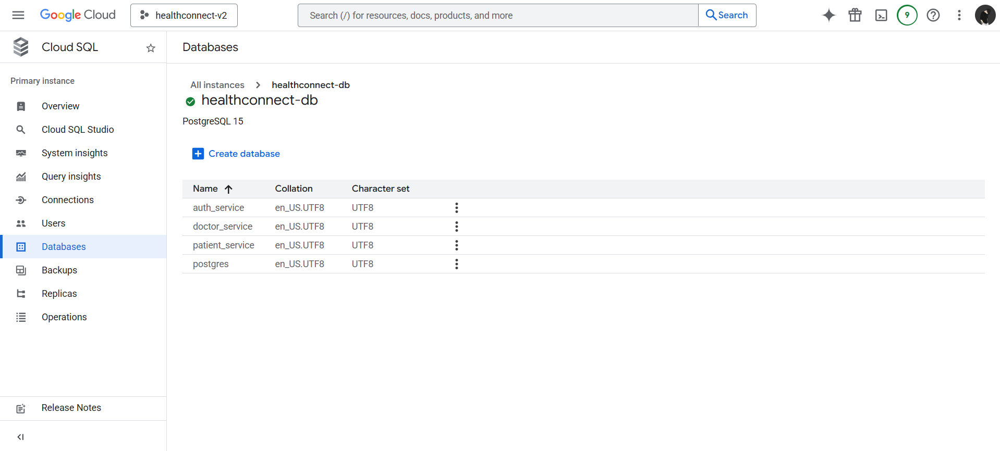 Google Cloud
healthconnect-v2
Search (/) for resources, docs, products, and more
Search
9
Cloud SQL
Databases
Primary instance
Overview
Cloud SQL Studio
System insights
Query insights
Connections
Users
Databases
Backups
Replicas
Operations
Release Notes
All instances > healthconnect-db
healthconnect-db
PostgreSQL 15
Create database
Name Collation Character set
auth_service en_US.UTF8 UTF8
doctor_service en_US.UTF8 UTF8
patient_service en_US.UTF8 UTF8
postgres en_US.UTF8 UTF8